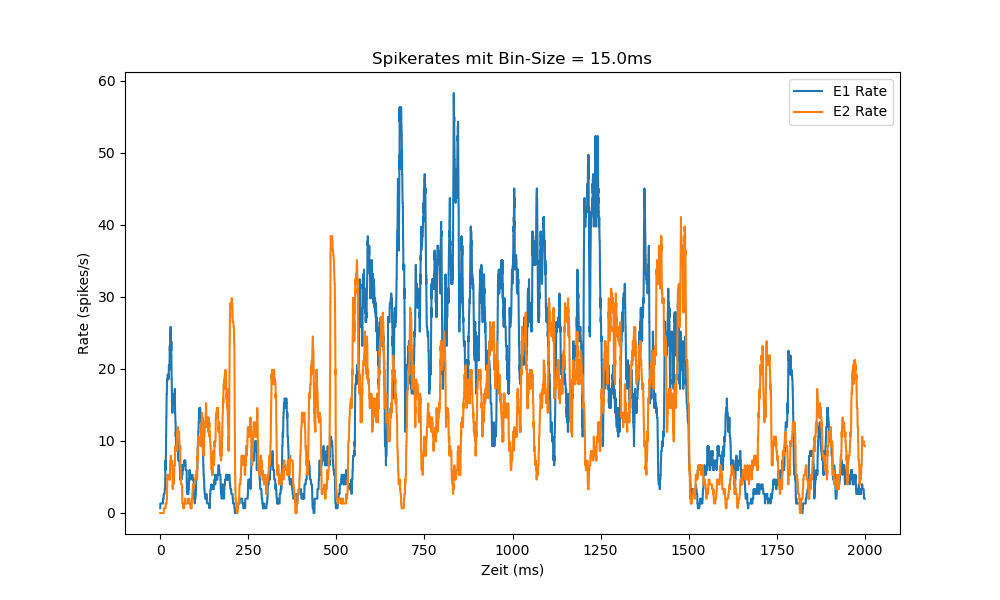 Spikerates mit Bin-Size = 15.0ms
E1 Rate
E2 Rate
Rate (spikes/s)
60
50
40
30
20
10
0
0 250 500 750 1000 1250 1500 1750 2000
Zeit (ms)